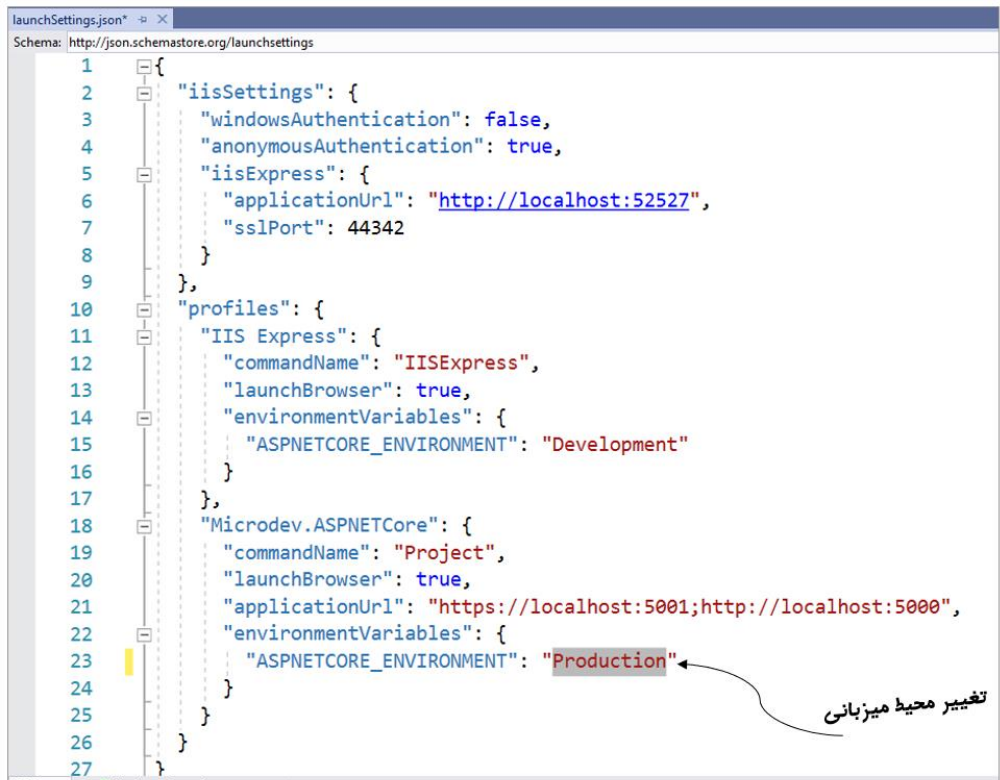 launchSettings.json*
Schema: http://json.schemastore.org/launchsettings
1 {
2 "iisSettings": {
3 "windowsAuthentication": false,
4 "anonymousAuthentication": true,
5 "iisExpress": {
6 "applicationUrl": "http://localhost:52527",
7 "sslPort": 44342
8 }
9 },
10 "profiles": {
11 "IIS Express": {
12 "commandName": "IISExpress",
13 "launchBrowser": true,
14 "environmentVariables": {
15 "ASPNETCORE_ENVIRONMENT": "Development"
16 }
17 },
18 "Microdev.ASPNETCore": {
19 "commandName": "Project",
20 "launchBrowser": true,
21 "applicationUrl": "https://localhost:5001;http://localhost:5000",
22 "environmentVariables": {
23 "ASPNETCORE_ENVIRONMENT": "Production"
24 }
تغییر محیط میزبانی
25 }
26 }
27 }